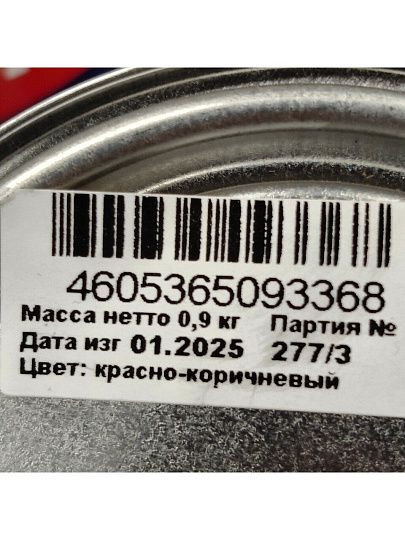 4605365093368
Масса нетто 0,9 кг Партия №
Дата изг 01.2025 277/3
Цвет: красно-коричневый